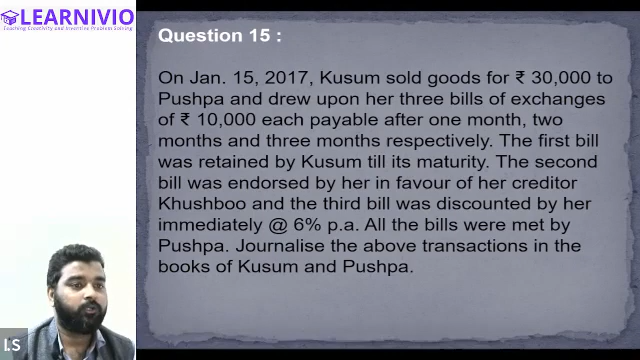 LEARNIVIO
Teaching Creativity and Inventive Problem Solving
Question 15 :
On Jan. 15, 2017, Kusum sold goods for ₹ 30,000 to
Pushpa and drew upon her three bills of exchanges
of ₹ 10,000 each payable after one month, two
months and three months respectively. The first bill
was retained by Kusum till its maturity. The second
bill was endorsed by her in favour of her creditor
Khushboo and the third bill was discounted by her
immediately @ 6% p.a. All the bills were met by
Pushpa. Journalise the above transactions in the
books of Kusum and Pushpa.
I.S